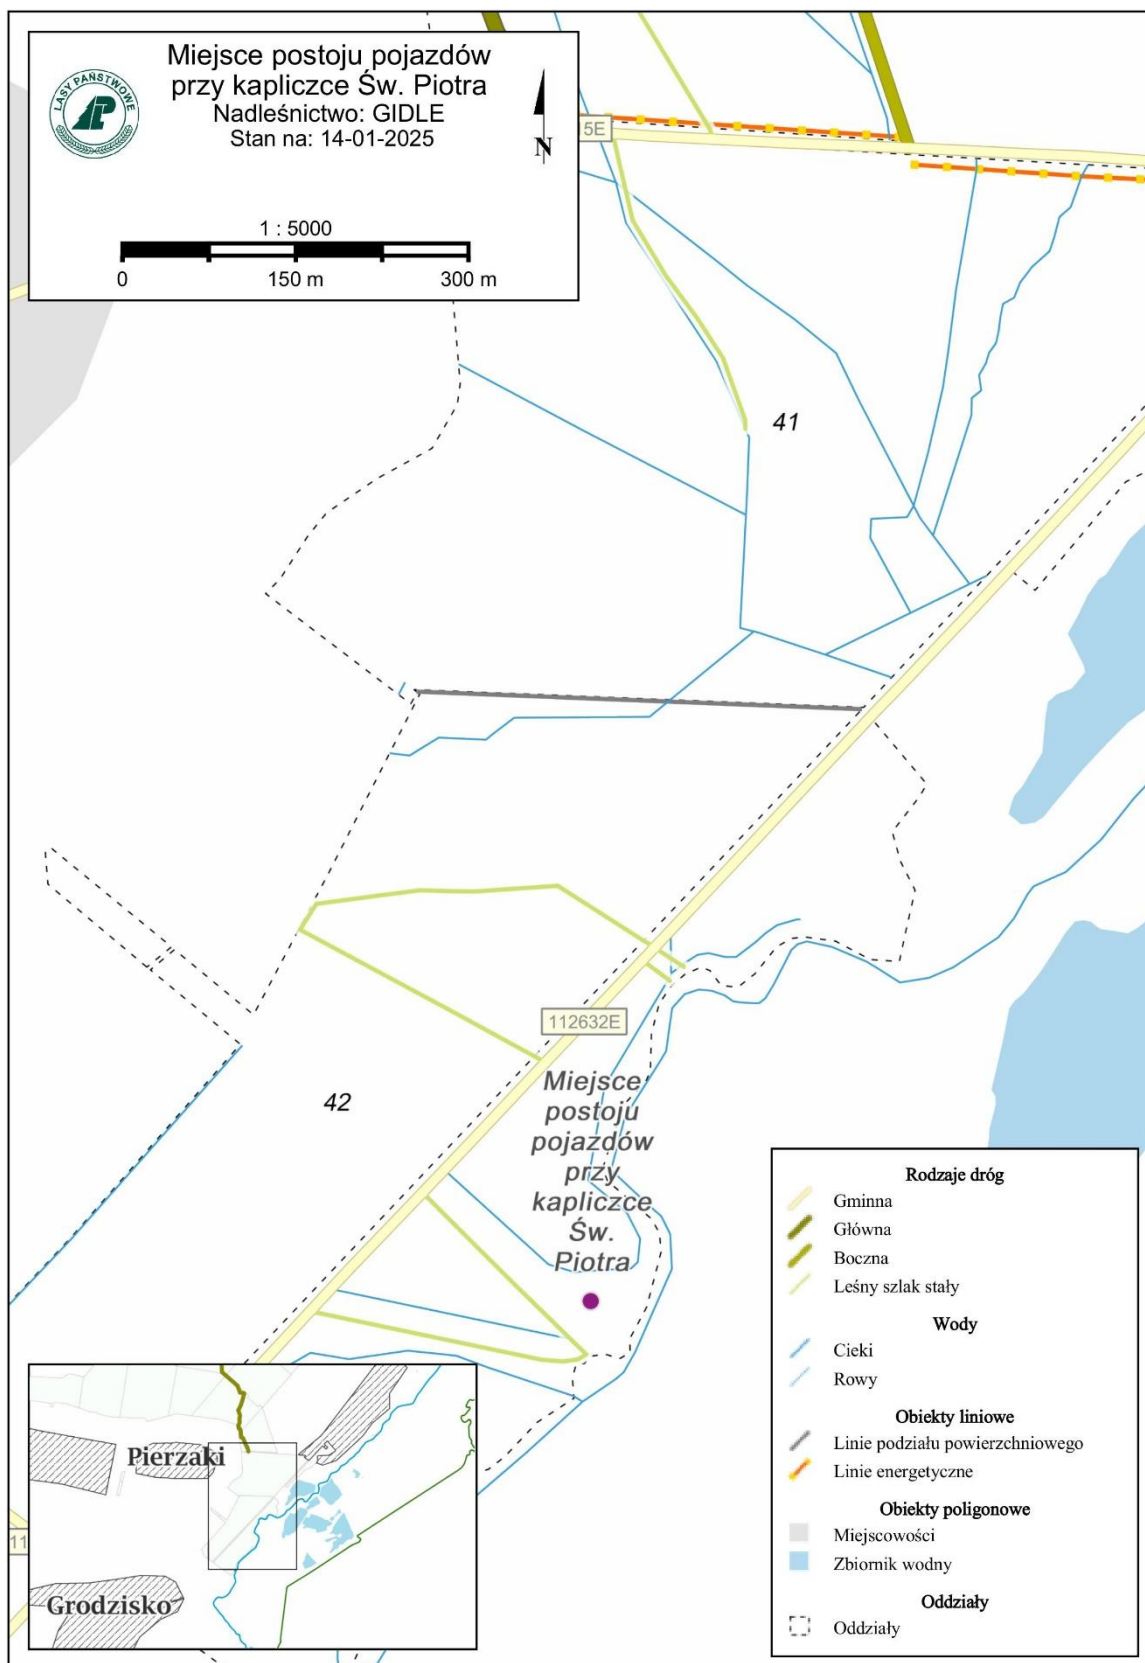 Miejsce postoju pojazdów
przy kapliczce Św. Piotra
Nadleśnictwo: GIDLE
Stan na: 14-01-2025
LASY PAŃSTWOWE
N
1 : 5000
0 150 m 300 m
5E
41
112632E
42
Miejsce
postoju
pojazdów
przy
kapliczce
Św.
Piotra
Pierzaki
Grodzisko
11
Rodzaje dróg
Gminna
Główna
Boczna
Leśny szlak stały
Wody
Cieki
Rowy
Obiekty liniowe
Linie podziału powierzchniowego
Linie energetyczne
Obiekty poligonowe
Miejscowości
Zbiornik wodny
Oddziały
Oddziały